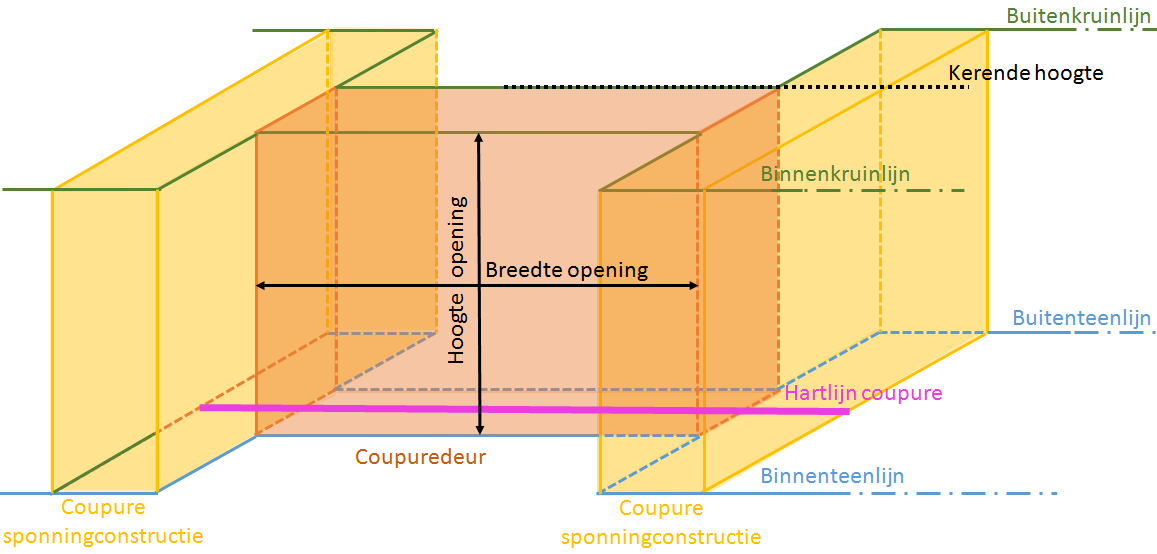 Buitenkruinlijn
Kerende hoogte
Binnenkruinlijn
Hoogte opening
Breedte opening
Buitenteenlijn
Hartlijn coupure
Coupuredeur
Binnenteenlijn
Coupure
sponningconstructie
Coupure
sponningconstructie